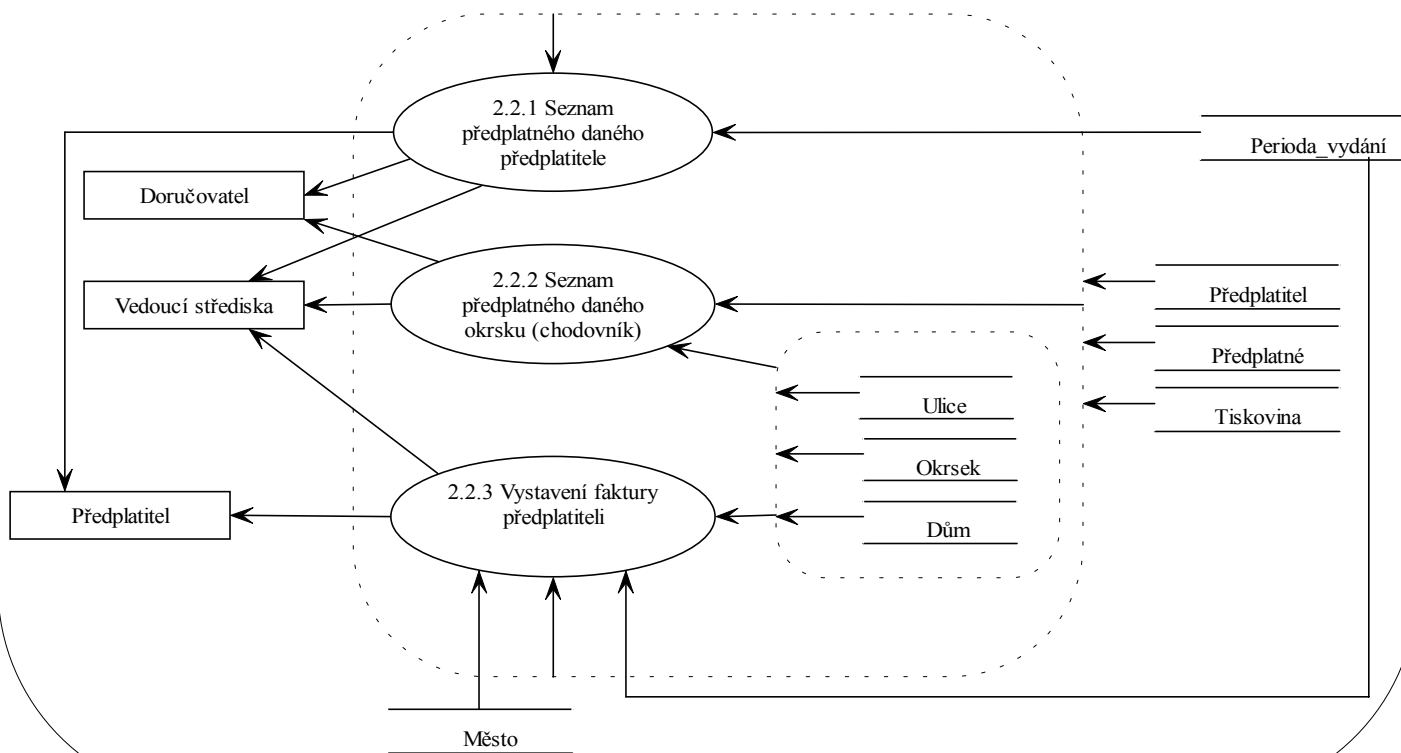 2.2.1 Seznam
předplatného daného
předplatitele
Perioda_vydání
Doručovatel
2.2.2 Seznam
předplatného daného
okrsku (chodovník)
Vedoucí střediska
Předplatitel
Předplatné
Ulice
Tiskovina
Okrsek
2.2.3 Vystavení faktury
předplatiteli
Předplatitel
Dům
Město